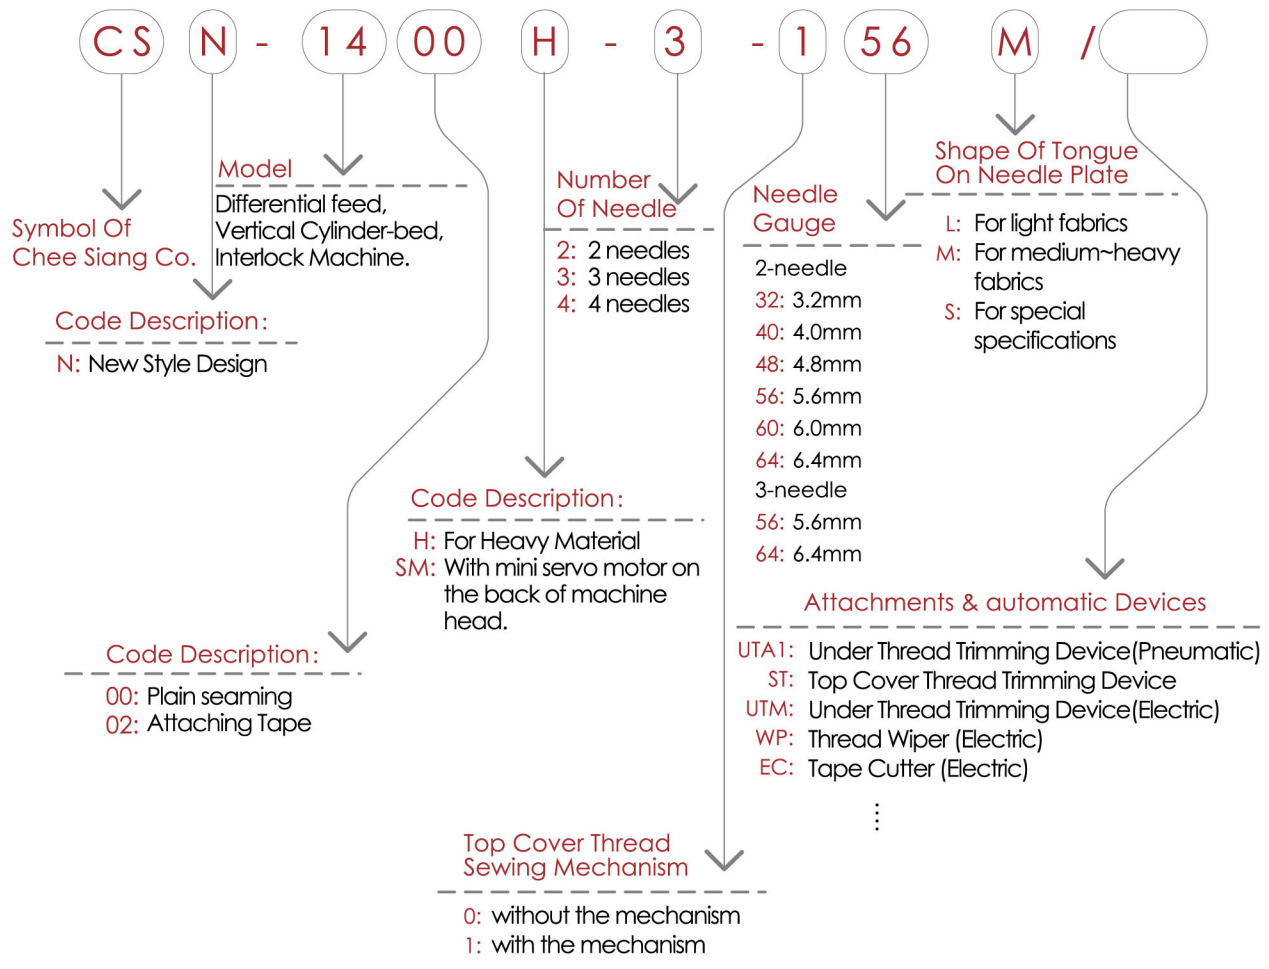 CS N - 14 00 H - 3 - 1 56 M /
Symbol Of
Chee Siang Co.
Code Description:
N: New Style Design
Model
Differential feed,
Vertical Cylinder-bed,
Interlock Machine.
Code Description:
00: Plain seaming
02: Attaching Tape
Code Description:
H: For Heavy Material
SM: With mini servo motor on
the back of machine
head.
Number
Of Needle
2: 2 needles
3: 3 needles
4: 4 needles
Top Cover Thread
Sewing Mechanism
0: without the mechanism
1: with the mechanism
Needle
Gauge
2-needle
32: 3.2mm
40: 4.0mm
48: 4.8mm
56: 5.6mm
60: 6.0mm
64: 6.4mm
3-needle
56: 5.6mm
64: 6.4mm
Shape Of Tongue
On Needle Plate
L: For light fabrics
M: For medium~heavy
fabrics
S: For special
specifications
Attachments & automatic Devices
UTA1: Under Thread Trimming Device(Pneumatic)
ST: Top Cover Thread Trimming Device
UTM: Under Thread Trimming Device(Electric)
WP: Thread Wiper (Electric)
EC: Tape Cutter (Electric)
⋮